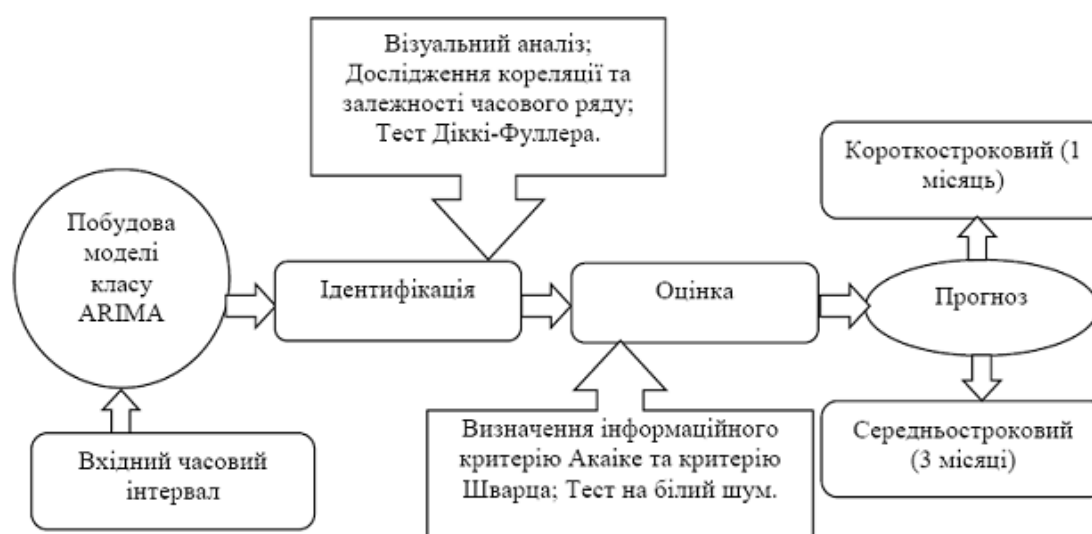 Візуальний аналіз;
Дослідження кореляції та
залежності часового ряду;
Тест Діккі-Фуллера.
Короткостроковий (1
місяць)
Побудова
моделі
класу
ARIMA
Ідентифікація
Оцінка
Прогноз
Вхідний часовий
інтервал
Визначення інформаційного
критерію Акаіке та критерію
Шварца; Тест на білий шум.
Середньостроковий
(3 місяці)